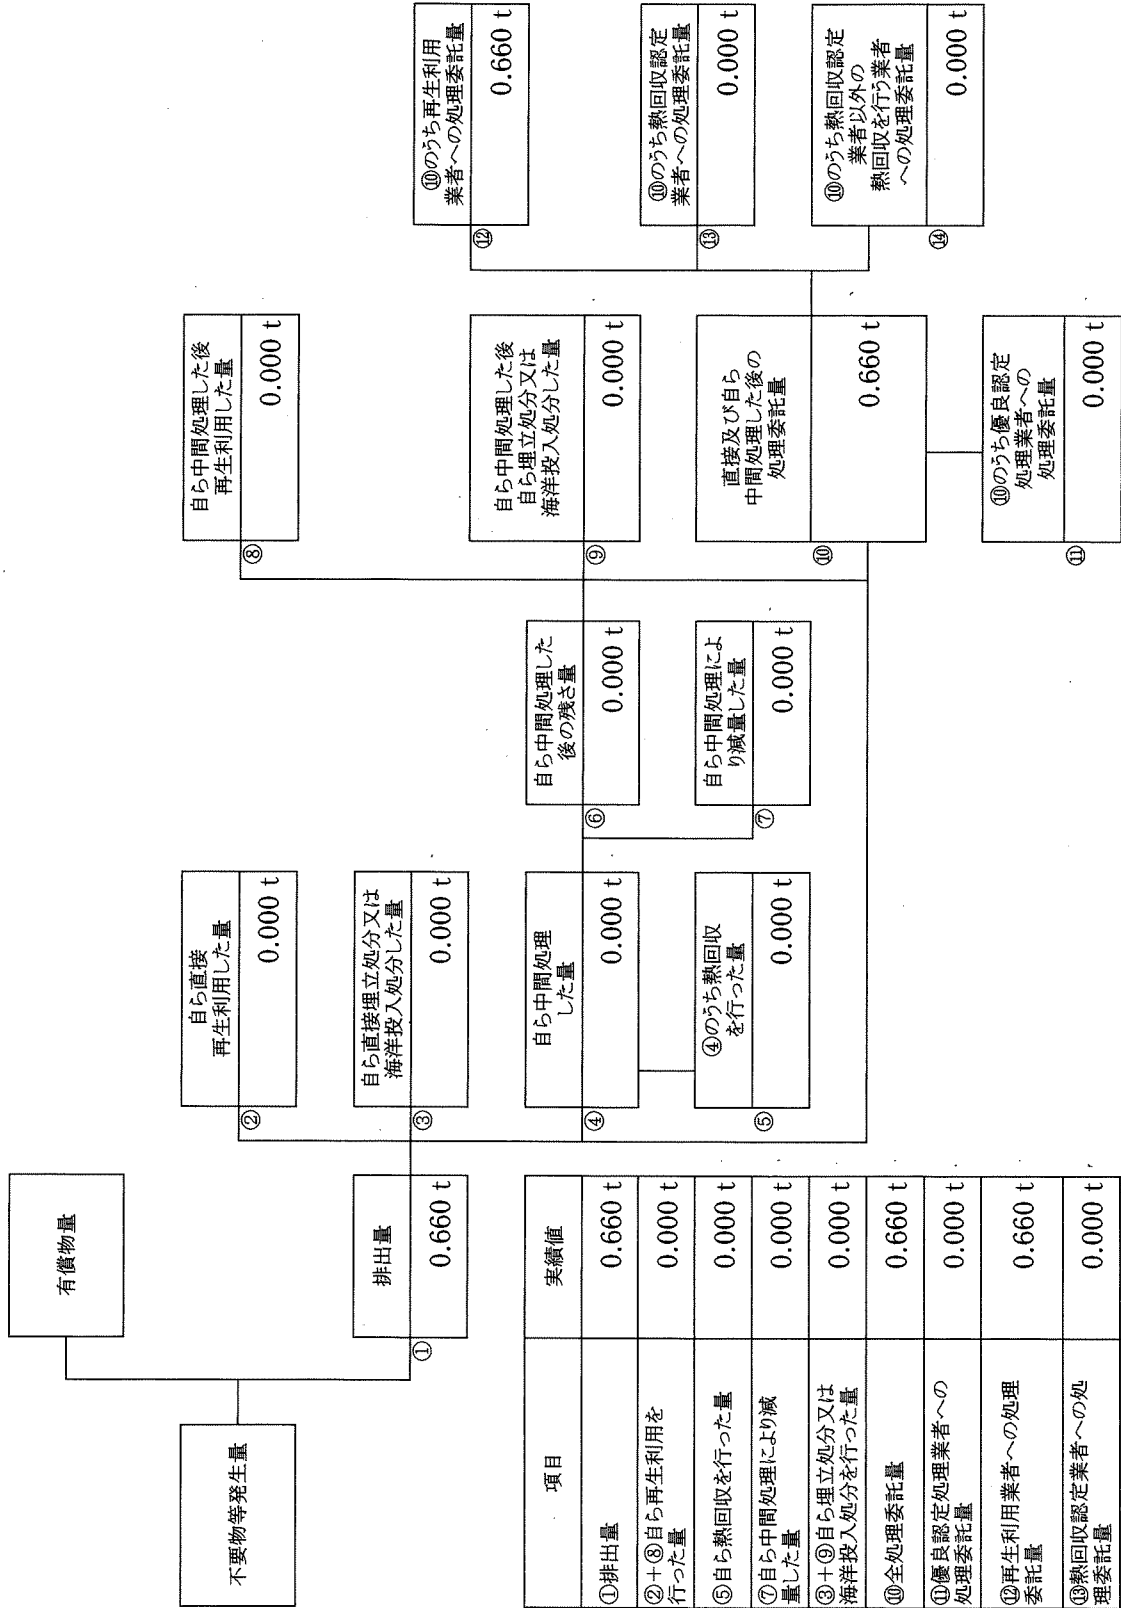 不要物等発生量
有償物量
①
排出量
0.660 t
②
自ら直接
再生利用した量
0.000 t
③
自ら直接埋立処分又は
海洋投入処分した量
0.000 t
④
自ら中間処理
した量
0.000 t
⑤
④のうち熱回収
を行った量
0.000 t
⑥
自ら中間処理した
後の残さ量
0.000 t
⑦
自ら中間処理によ
り減量した量
0.000 t
⑧
自ら中間処理した後
再生利用した量
0.000 t
⑨
自ら中間処理した後
自ら埋立処分又は
海洋投入処分した量
0.000 t
⑩
直接及び自ら
中間処理した後の
処理委託量
0.660 t
⑪
⑩のうち優良認定
処理業者への
処理委託量
0.000 t
⑫
⑩のうち再生利用
業者への処理委託量
0.660 t
⑬
⑩のうち熱回収認定
業者への処理委託量
0.000 t
⑭
⑩のうち熱回収認定
業者以外の
熱回収を行う業者
への処理委託量
0.000 t
項目 実績値
①排出量 0.660 t
②+⑧自ら再生利用を
行った量 0.000 t
⑤自ら熱回収を行った量 0.000 t
⑦自ら中間処理により減
量した量 0.000 t
③+⑨自ら埋立処分又は
海洋投入処分を行った量 0.000 t
⑩全処理委託量 0.660 t
⑪優良認定処理業者への
処理委託量 0.000 t
⑫再生利用業者への処理
委託量 0.660 t
⑬熱回収認定業者への処
理委託量 0.000 t